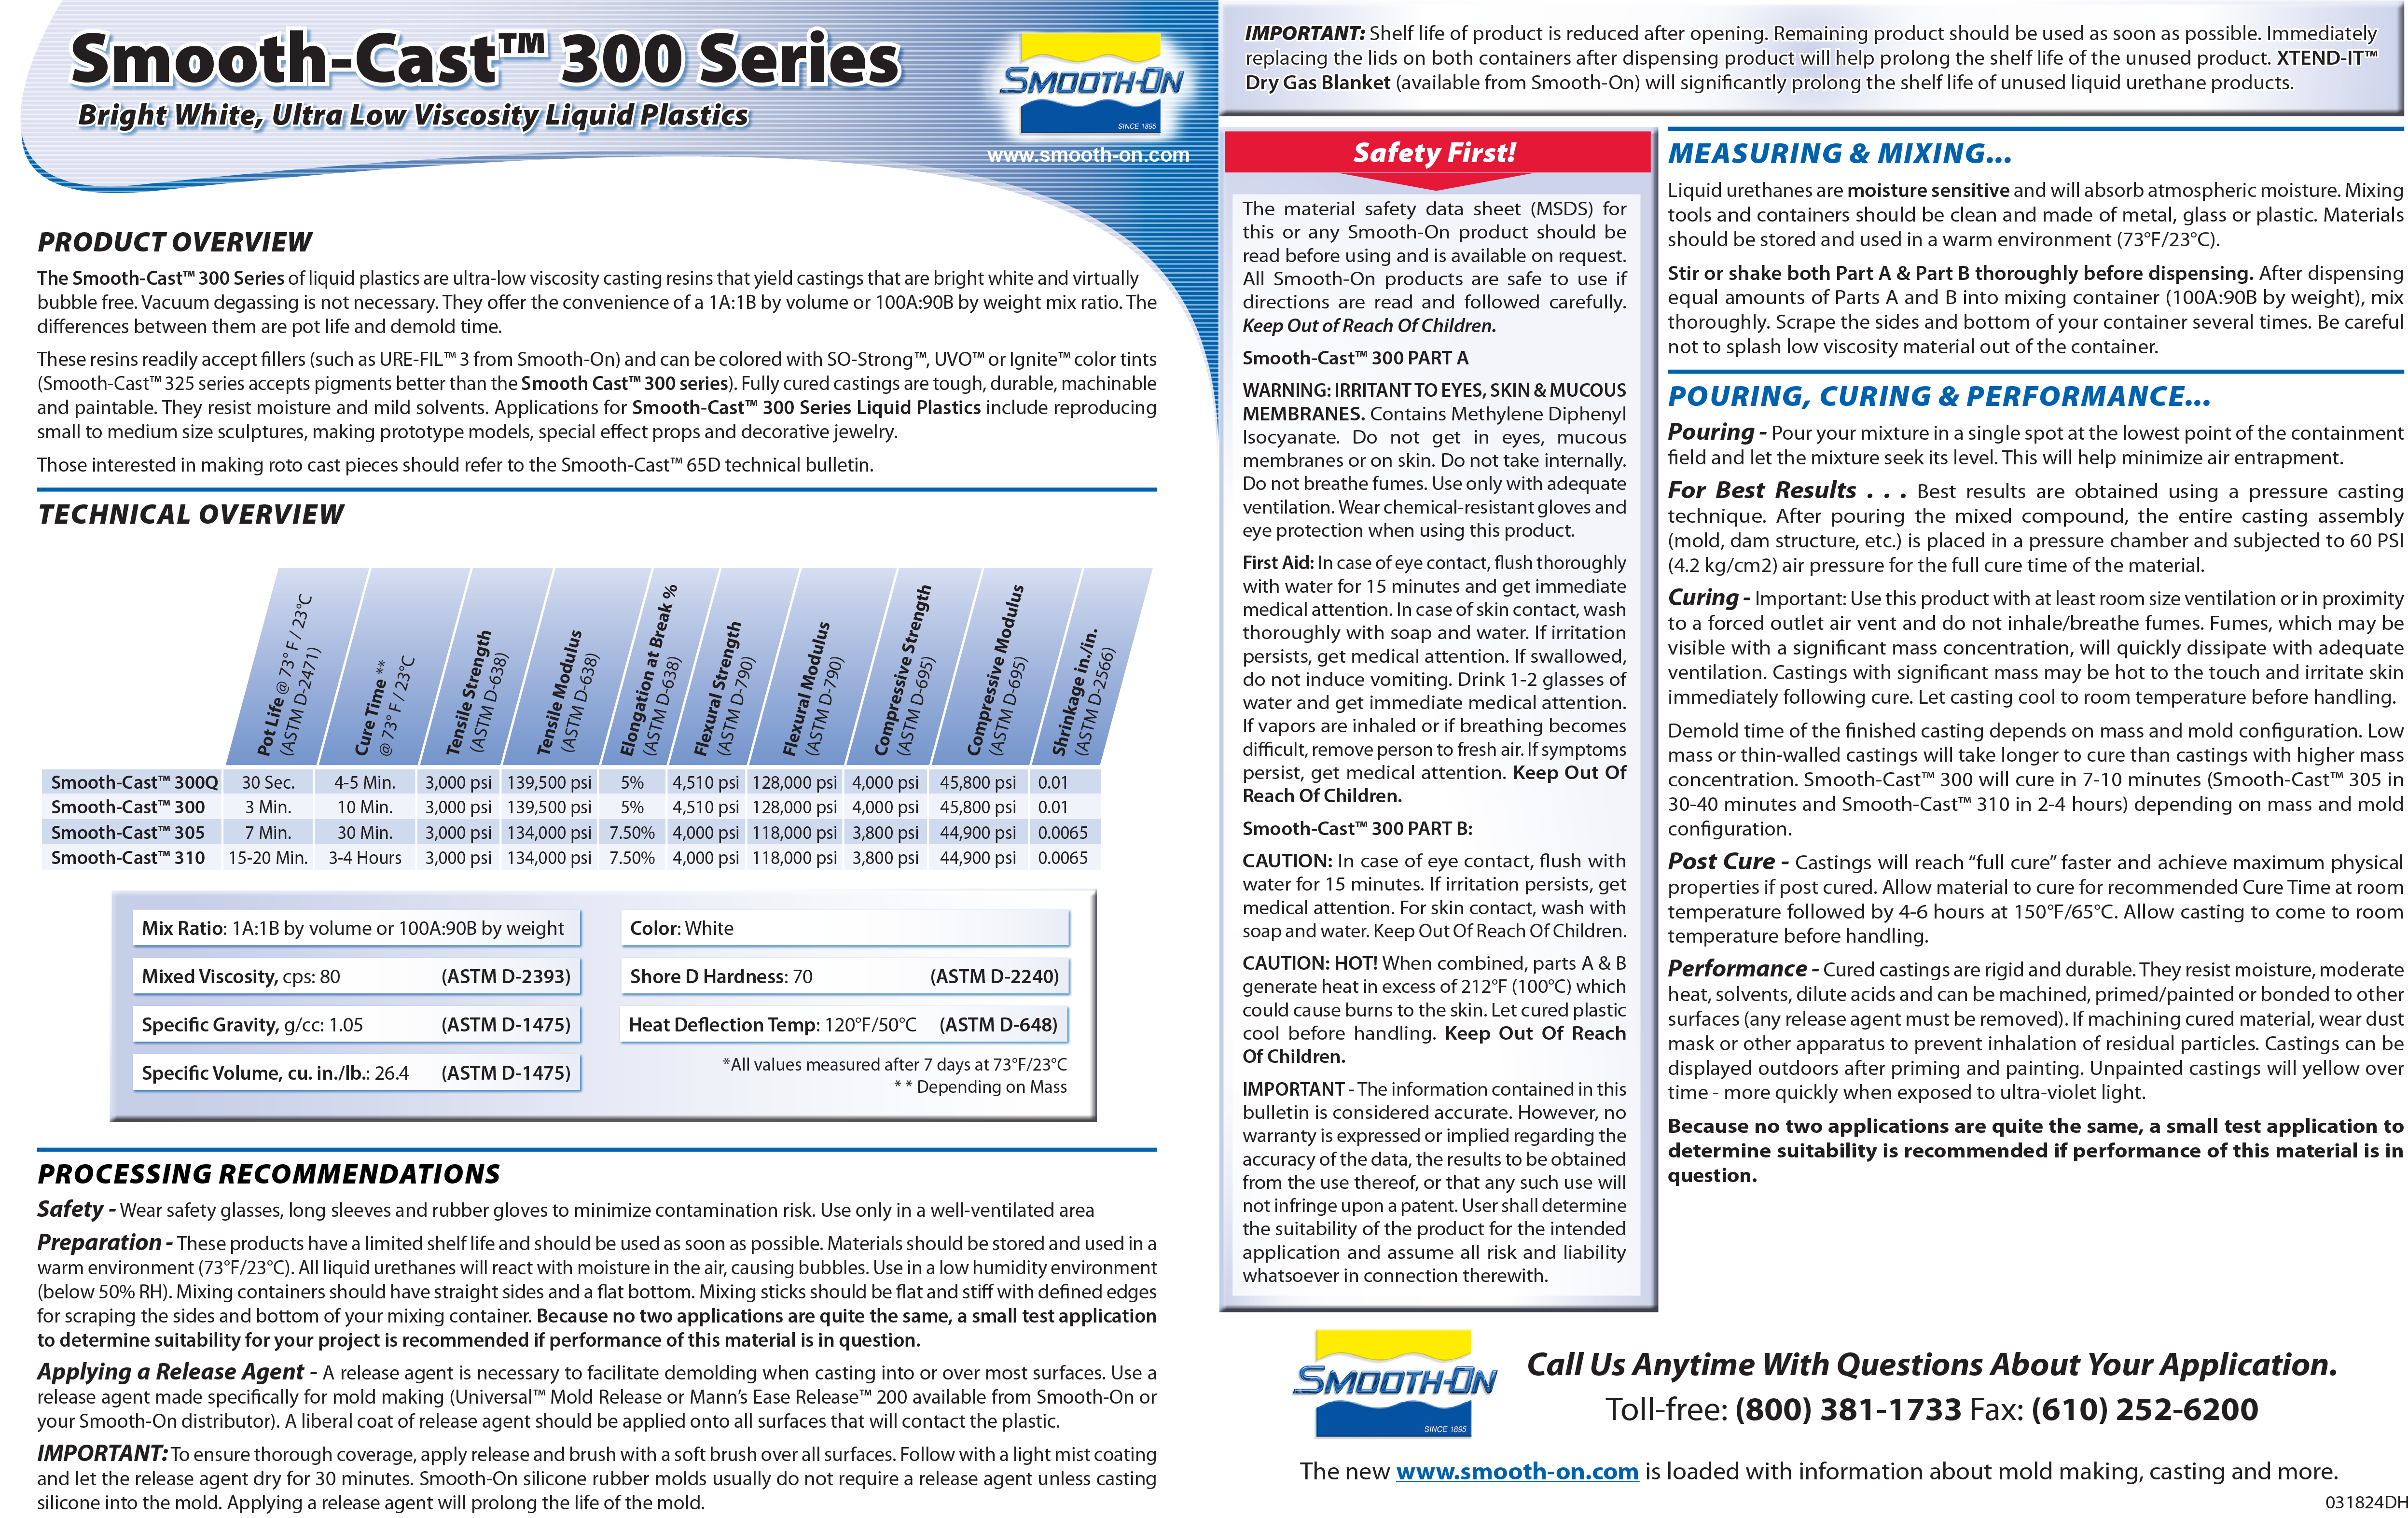 Smooth-Cast™ 300 Series
Bright White, Ultra Low Viscosity Liquid Plastics
SMOOTH-ON
SINCE 1895
www.smooth-on.com
PRODUCT OVERVIEW
The Smooth-Cast™ 300 Series of liquid plastics are ultra-low viscosity casting resins that yield castings that are bright white and virtually
bubble free. Vacuum degassing is not necessary. They offer the convenience of a 1A:1B by volume or 100A:90B by weight mix ratio. The
differences between them are pot life and demold time.
These resins readily accept fillers (such as URE-FIL™ 3 from Smooth-On) and can be colored with SO-Strong™, UVO™ or Ignite™ color tints
(Smooth-Cast™ 325 series accepts pigments better than the Smooth Cast™ 300 series). Fully cured castings are tough, durable, machinable
and paintable. They resist moisture and mild solvents. Applications for Smooth-Cast™ 300 Series Liquid Plastics include reproducing
small to medium size sculptures, making prototype models, special effect props and decorative jewelry.
Those interested in making roto cast pieces should refer to the Smooth-Cast™ 65D technical bulletin.
TECHNICAL OVERVIEW
Pot Life @ 73° F / 23°C
(ASTM D-2471)
Cure Time **
@ 73° F / 23°C
Tensile Strength
(ASTM D-638)
Tensile Modulus
(ASTM D-638)
Elongation at Break %
(ASTM D-638)
Flexural Strength
(ASTM D-790)
Flexural Modulus
(ASTM D-790)
Compressive Strength
(ASTM D-695)
Compressive Modulus
(ASTM D-695)
Shrinkage in./in.
(ASTM D-2566)
Smooth-Cast™ 300Q 30 Sec. 4-5 Min. 3,000 psi 139,500 psi 5% 4,510 psi 128,000 psi 4,000 psi 45,800 psi 0.01
Smooth-Cast™ 300 3 Min. 10 Min. 3,000 psi 139,500 psi 5% 4,510 psi 128,000 psi 4,000 psi 45,800 psi 0.01
Smooth-Cast™ 305 7 Min. 30 Min. 3,000 psi 134,000 psi 7.50% 4,000 psi 118,000 psi 3,800 psi 44,900 psi 0.0065
Smooth-Cast™ 310 15-20 Min. 3-4 Hours 3,000 psi 134,000 psi 7.50% 4,000 psi 118,000 psi 3,800 psi 44,900 psi 0.0065
Mix Ratio: 1A:1B by volume or 100A:90B by weight
Mixed Viscosity, cps: 80 (ASTM D-2393)
Specific Gravity, g/cc: 1.05 (ASTM D-1475)
Specific Volume, cu. in./lb.: 26.4 (ASTM D-1475)
Color: White
Shore D Hardness: 70 (ASTM D-2240)
Heat Deflection Temp: 120°F/50°C (ASTM D-648)
*All values measured after 7 days at 73°F/23°C
* * Depending on Mass
PROCESSING RECOMMENDATIONS
Safety - Wear safety glasses, long sleeves and rubber gloves to minimize contamination risk. Use only in a well-ventilated area
Preparation - These products have a limited shelf life and should be used as soon as possible. Materials should be stored and used in a
warm environment (73°F/23°C). All liquid urethanes will react with moisture in the air, causing bubbles. Use in a low humidity environment
(below 50% RH). Mixing containers should have straight sides and a flat bottom. Mixing sticks should be flat and stiff with defined edges
for scraping the sides and bottom of your mixing container. Because no two applications are quite the same, a small test application
to determine suitability for your project is recommended if performance of this material is in question.
Applying a Release Agent - A release agent is necessary to facilitate demolding when casting into or over most surfaces. Use a
release agent made specifically for mold making (Universal™ Mold Release or Mann's Ease Release™ 200 available from Smooth-On or
your Smooth-On distributor). A liberal coat of release agent should be applied onto all surfaces that will contact the plastic.
IMPORTANT: To ensure thorough coverage, apply release and brush with a soft brush over all surfaces. Follow with a light mist coating
and let the release agent dry for 30 minutes. Smooth-On silicone rubber molds usually do not require a release agent unless casting
silicone into the mold. Applying a release agent will prolong the life of the mold.
IMPORTANT: Shelf life of product is reduced after opening. Remaining product should be used as soon as possible. Immediately
replacing the lids on both containers after dispensing product will help prolong the shelf life of the unused product. XTEND-IT™
Dry Gas Blanket (available from Smooth-On) will significantly prolong the shelf life of unused liquid urethane products.
Safety First!
The material safety data sheet (MSDS) for
this or any Smooth-On product should be
read before using and is available on request.
All Smooth-On products are safe to use if
directions are read and followed carefully.
Keep Out of Reach Of Children.
Smooth-Cast™ 300 PART A
WARNING: IRRITANT TO EYES, SKIN & MUCOUS
MEMBRANES. Contains Methylene Diphenyl
Isocyanate. Do not get in eyes, mucous
membranes or on skin. Do not take internally.
Do not breathe fumes. Use only with adequate
ventilation. Wear chemical-resistant gloves and
eye protection when using this product.
First Aid: In case of eye contact, flush thoroughly
with water for 15 minutes and get immediate
medical attention. In case of skin contact, wash
thoroughly with soap and water. If irritation
persists, get medical attention. If swallowed,
do not induce vomiting. Drink 1-2 glasses of
water and get immediate medical attention.
If vapors are inhaled or if breathing becomes
difficult, remove person to fresh air. If symptoms
persist, get medical attention. Keep Out Of
Reach Of Children.
Smooth-Cast™ 300 PART B:
CAUTION: In case of eye contact, flush with
water for 15 minutes. If irritation persists, get
medical attention. For skin contact, wash with
soap and water. Keep Out Of Reach Of Children.
CAUTION: HOT! When combined, parts A & B
generate heat in excess of 212°F (100°C) which
could cause burns to the skin. Let cured plastic
cool before handling. Keep Out Of Reach
Of Children.
IMPORTANT - The information contained in this
bulletin is considered accurate. However, no
warranty is expressed or implied regarding the
accuracy of the data, the results to be obtained
from the use thereof, or that any such use will
not infringe upon a patent. User shall determine
the suitability of the product for the intended
application and assume all risk and liability
whatsoever in connection therewith.
MEASURING & MIXING...
Liquid urethanes are moisture sensitive and will absorb atmospheric moisture. Mixing
tools and containers should be clean and made of metal, glass or plastic. Materials
should be stored and used in a warm environment (73°F/23°C).
Stir or shake both Part A & Part B thoroughly before dispensing. After dispensing
equal amounts of Parts A and B into mixing container (100A:90B by weight), mix
thoroughly. Scrape the sides and bottom of your container several times. Be careful
not to splash low viscosity material out of the container.
POURING, CURING & PERFORMANCE...
Pouring - Pour your mixture in a single spot at the lowest point of the containment
field and let the mixture seek its level. This will help minimize air entrapment.
For Best Results . . . Best results are obtained using a pressure casting
technique. After pouring the mixed compound, the entire casting assembly
(mold, dam structure, etc.) is placed in a pressure chamber and subjected to 60 PSI
(4.2 kg/cm2) air pressure for the full cure time of the material.
Curing - Important: Use this product with at least room size ventilation or in proximity
to a forced outlet air vent and do not inhale/breathe fumes. Fumes, which may be
visible with a significant mass concentration, will quickly dissipate with adequate
ventilation. Castings with significant mass may be hot to the touch and irritate skin
immediately following cure. Let casting cool to room temperature before handling.
Demold time of the finished casting depends on mass and mold configuration. Low
mass or thin-walled castings will take longer to cure than castings with higher mass
concentration. Smooth-Cast™ 300 will cure in 7-10 minutes (Smooth-Cast™ 305 in
30-40 minutes and Smooth-Cast™ 310 in 2-4 hours) depending on mass and mold
configuration.
Post Cure - Castings will reach “full cure” faster and achieve maximum physical
properties if post cured. Allow material to cure for recommended Cure Time at room
temperature followed by 4-6 hours at 150°F/65°C. Allow casting to come to room
temperature before handling.
Performance - Cured castings are rigid and durable. They resist moisture, moderate
heat, solvents, dilute acids and can be machined, primed/painted or bonded to other
surfaces (any release agent must be removed). If machining cured material, wear dust
mask or other apparatus to prevent inhalation of residual particles. Castings can be
displayed outdoors after priming and painting. Unpainted castings will yellow over
time - more quickly when exposed to ultra-violet light.
Because no two applications are quite the same, a small test application to
determine suitability is recommended if performance of this material is in
question.
SMOOTH-ON
SINCE 1895
Call Us Anytime With Questions About Your Application.
Toll-free: (800) 381-1733 Fax: (610) 252-6200
The new www.smooth-on.com is loaded with information about mold making, casting and more.
031824DH